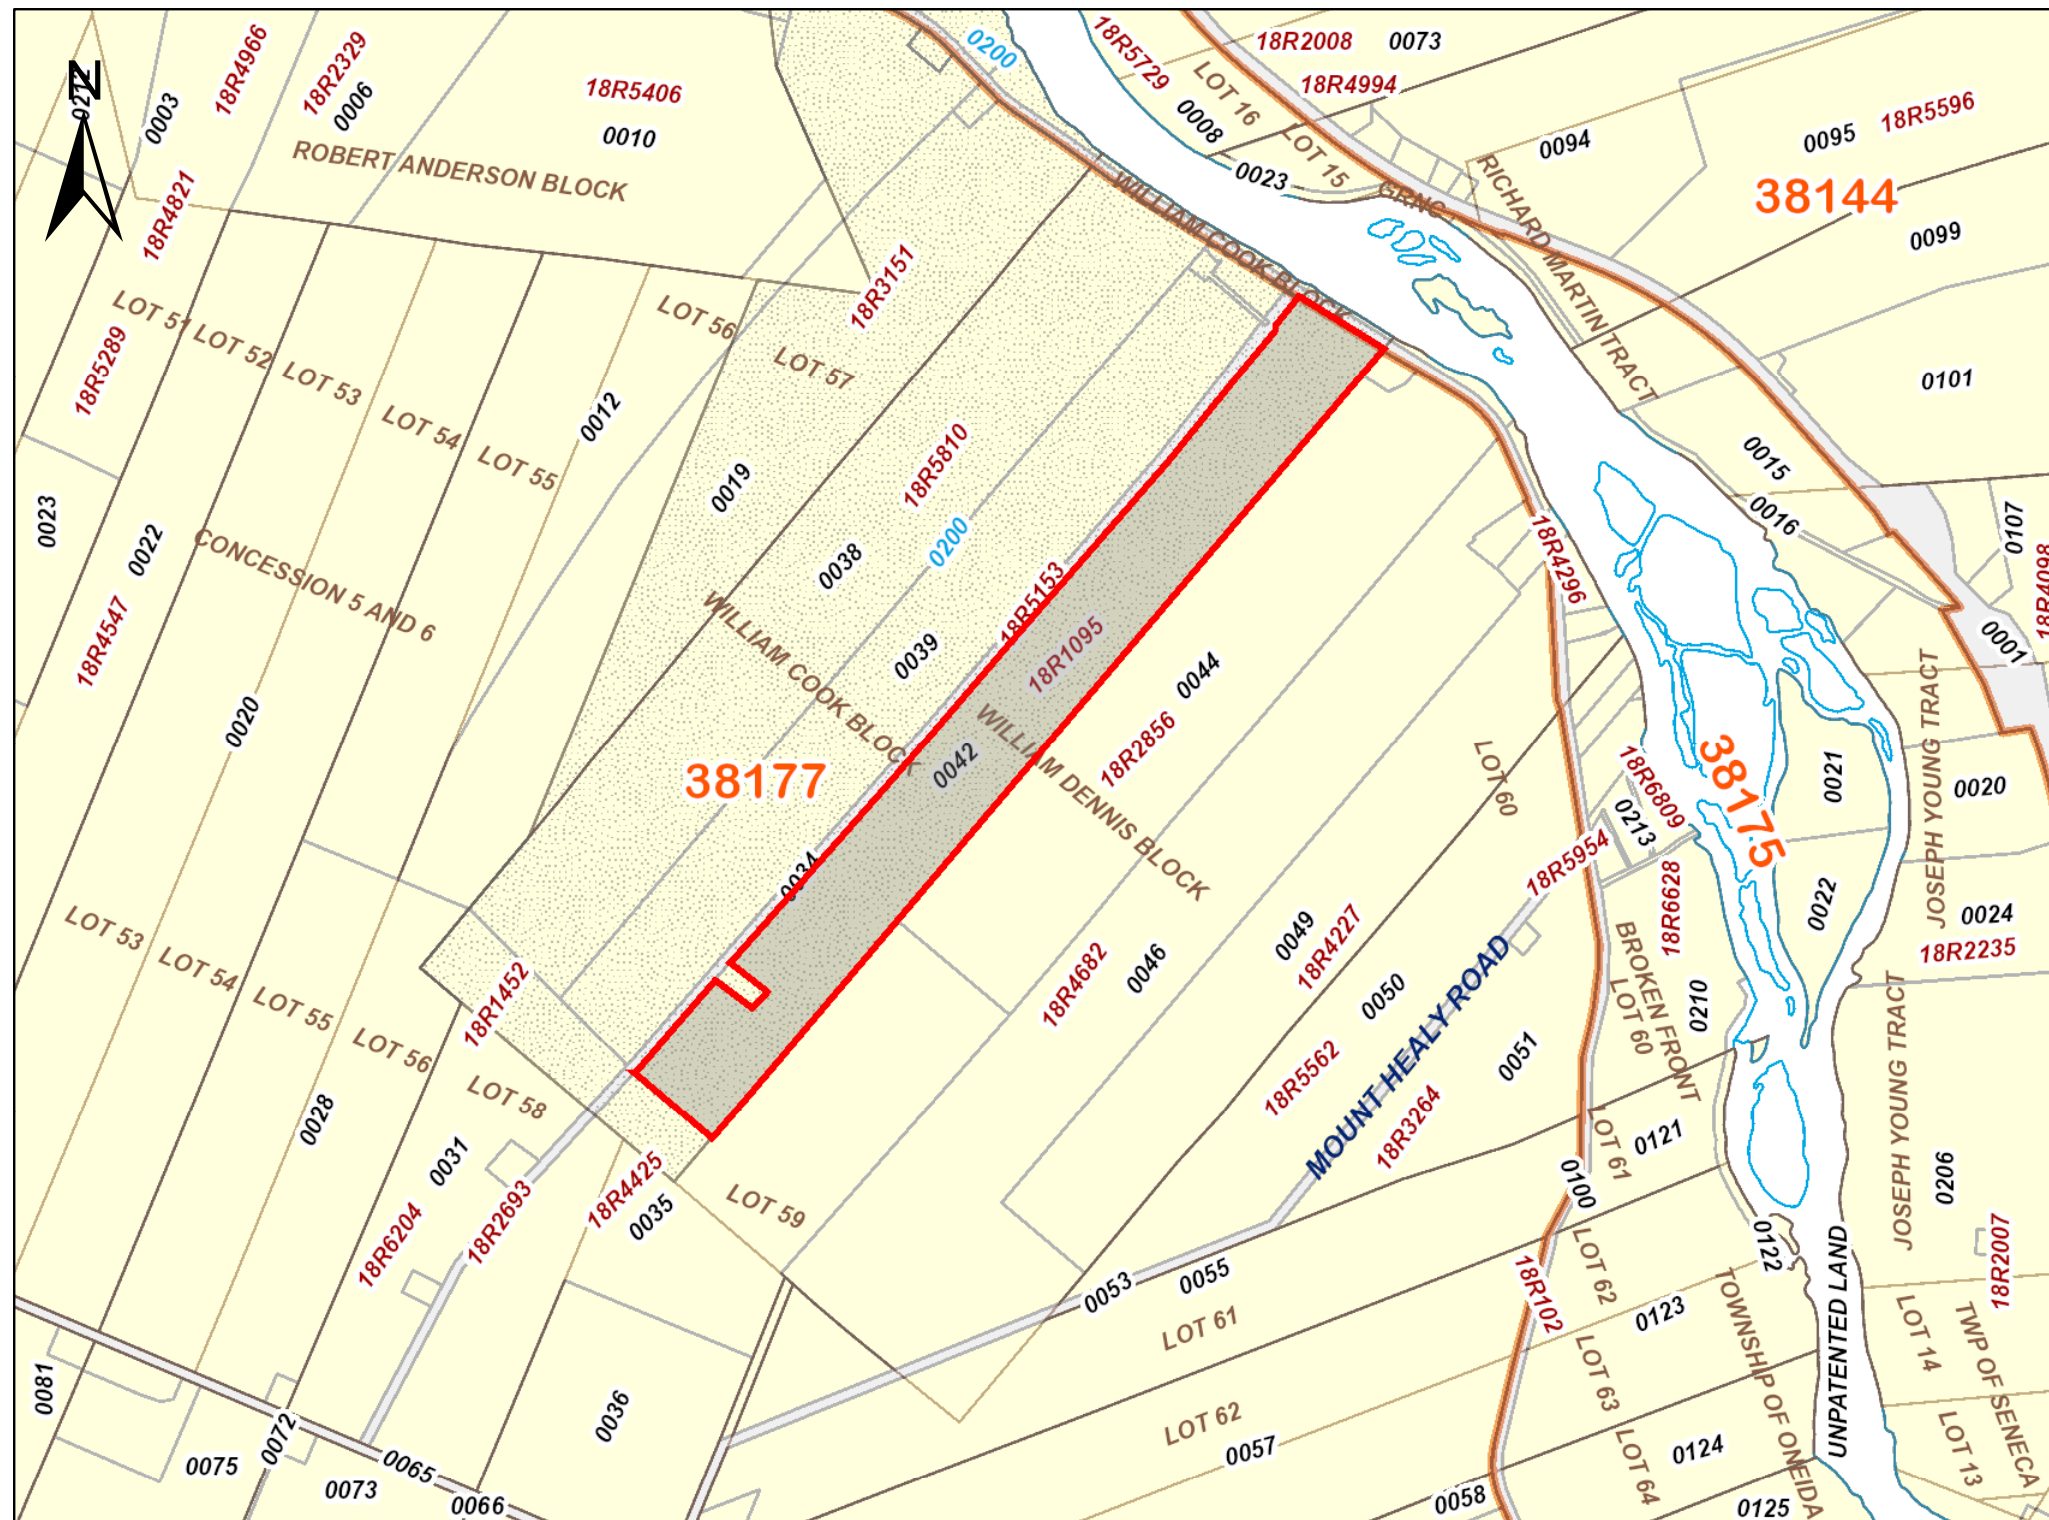 N
0212
0003
18R4966
18R2329
0006
18R5406
0010
ROBERT ANDERSON BLOCK
18R4821
0200
18R5729
18R2008
0073
18R4994
LOT 16
0008
LOT 15
0023
GRNC
0094
0095
18R5596
38144
0099
RICHARD MARTIN TRACT
0101
WILLIAM COOK BLOCK
18R3151
LOT 51
LOT 52
LOT 53
LOT 54
LOT 55
LOT 56
LOT 57
18R5289
0012
0019
18R5810
0038
0200
0023
0022
18R4547
CONCESSION 5 AND 6
0020
WILLIAM COOK BLOCK
0039
18R5153
18R1095
0044
38177
0042
WILLIAM DENNIS BLOCK
18R2856
0034
18R4296
0015
0016
0107
18R4098
0001
LOT 60
18R6809
0213
38175
0021
0020
JOSEPH YOUNG TRACT
18R5954
18R6628
0022
0024
18R2235
LOT 53
LOT 54
LOT 55
LOT 56
LOT 58
18R1452
0028
0031
18R6204
18R2693
18R4425
0035
LOT 59
18R4682
0046
0049
18R4227
0050
MOUNT HEALY ROAD
18R5562
18R3264
0051
BROKEN FRONT
LOT 60
0210
LOT 61
0121
0100
JOSEPH YOUNG TRACT
0206
18R2007
0122
UNPATENTED LAND
LOT 62
18R102
0123
TOWNSHIP OF ONEIDA
LOT 63
LOT 64
0124
0125
LOT 14
TWP OF SENECA
LOT 13
0053
0055
LOT 61
LOT 62
0057
0058
0081
0075
0072
0073
0065
0066
0036